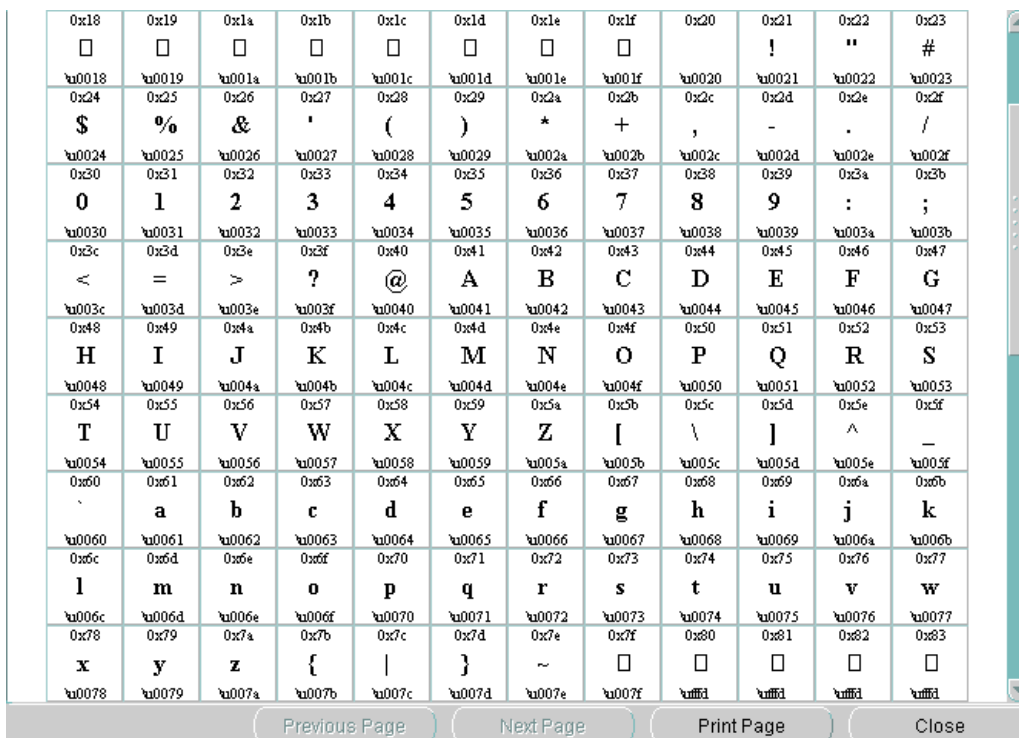 0x18 0x19 0x1a 0x1b 0x1c 0x1d 0x1e 0x1f 0x20 0x21 0x22 0x23
□ □ □ □ □ □ □ □ ! " #
\u0018 \u0019 \u001a \u001b \u001c \u001d \u001e \u001f \u0020 \u0021 \u0022 \u0023
0x24 0x25 0x26 0x27 0x28 0x29 0x2a 0x2b 0x2c 0x2d 0x2e 0x2f
$ % & ' ( ) * + , - . /
\u0024 \u0025 \u0026 \u0027 \u0028 \u0029 \u002a \u002b \u002c \u002d \u002e \u002f
0x30 0x31 0x32 0x33 0x34 0x35 0x36 0x37 0x38 0x39 0x3a 0x3b
0 1 2 3 4 5 6 7 8 9 : ;
\u0030 \u0031 \u0032 \u0033 \u0034 \u0035 \u0036 \u0037 \u0038 \u0039 \u003a \u003b
0x3c 0x3d 0x3e 0x3f 0x40 0x41 0x42 0x43 0x44 0x45 0x46 0x47
< = > ? @ A B C D E F G
\u003c \u003d \u003e \u003f \u0040 \u0041 \u0042 \u0043 \u0044 \u0045 \u0046 \u0047
0x48 0x49 0x4a 0x4b 0x4c 0x4d 0x4e 0x4f 0x50 0x51 0x52 0x53
H I J K L M N O P Q R S
\u0048 \u0049 \u004a \u004b \u004c \u004d \u004e \u004f \u0050 \u0051 \u0052 \u0053
0x54 0x55 0x56 0x57 0x58 0x59 0x5a 0x5b 0x5c 0x5d 0x5e 0x5f
T U V W X Y Z [ \ ] ^ _
\u0054 \u0055 \u0056 \u0057 \u0058 \u0059 \u005a \u005b \u005c \u005d \u005e \u005f
0x60 0x61 0x62 0x63 0x64 0x65 0x66 0x67 0x68 0x69 0x6a 0x6b
` a b c d e f g h i j k
\u0060 \u0061 \u0062 \u0063 \u0064 \u0065 \u0066 \u0067 \u0068 \u0069 \u006a \u006b
0x6c 0x6d 0x6e 0x6f 0x70 0x71 0x72 0x73 0x74 0x75 0x76 0x77
l m n o p q r s t u v w
\u006c \u006d \u006e \u006f \u0070 \u0071 \u0072 \u0073 \u0074 \u0075 \u0076 \u0077
0x78 0x79 0x7a 0x7b 0x7c 0x7d 0x7e 0x7f 0x80 0x81 0x82 0x83
x y z { | } ~ □ □ □ □ □
\u0078 \u0079 \u007a \u007b \u007c \u007d \u007e \u007f \ufffd \ufffd \ufffd \ufffd
Previous Page Next Page Print Page Close